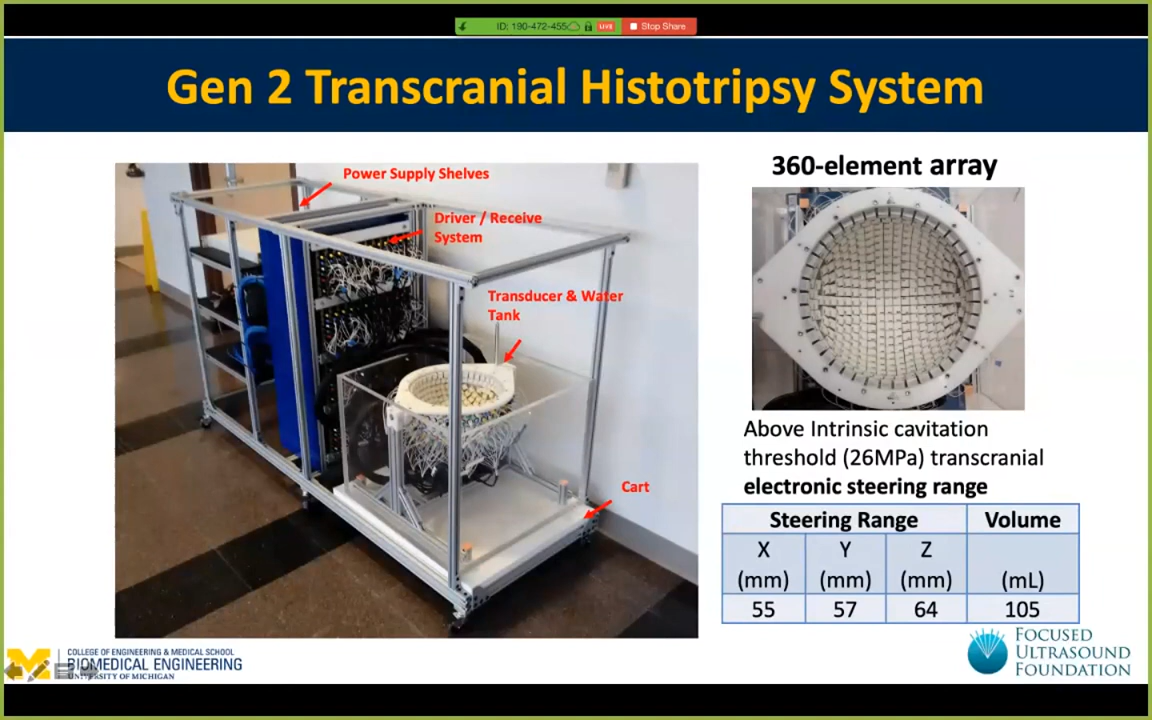 ID: 190-472-455
LIVE
Stop Share
Gen 2 Transcranial Histotripsy System
Power Supply Shelves
Driver / Receive
System
Transducer & Water
Tank
Cart
360-element array
Above Intrinsic cavitation
threshold (26MPa) transcranial
electronic steering range
Steering Range Volume
X Y Z
(mm) (mm) (mm) (mL)
55 57 64 105
M
COLLEGE OF ENGINEERING & MEDICAL SCHOOL
BIOMEDICAL ENGINEERING
UNIVERSITY OF MICHIGAN
FOCUSED
ULTRASOUND
FOUNDATION